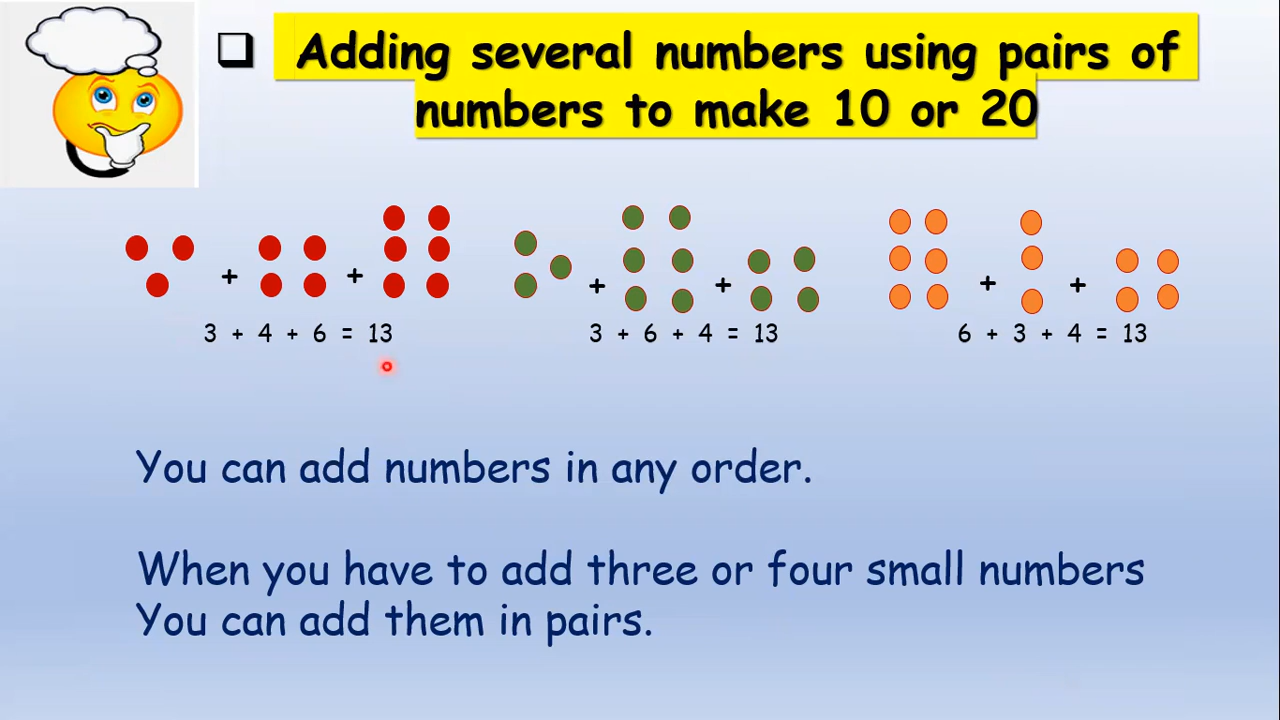 ❑ Adding several numbers using pairs of
numbers to make 10 or 20
+ +
3 + 4 + 6 = 13
+ +
3 + 6 + 4 = 13
+ +
6 + 3 + 4 = 13
You can add numbers in any order.
When you have to add three or four small numbers
You can add them in pairs.